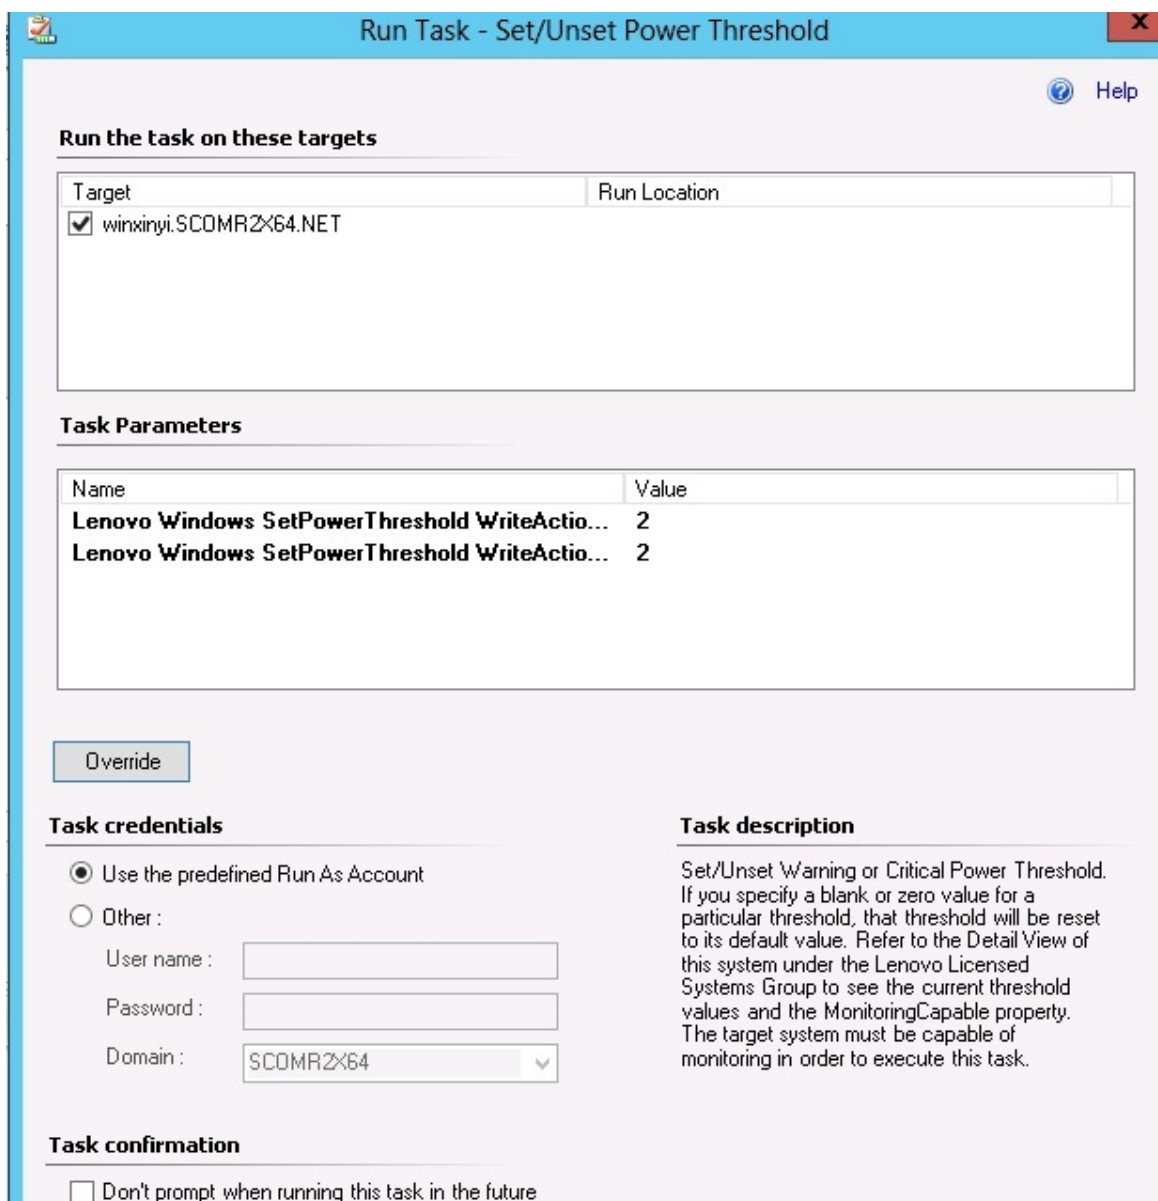 Run Task - Set/Unset Power Threshold
x
Help
Run the task on these targets
Target Run Location
winxinyi.SCOMR2X64.NET
Task Parameters
Name Value
Lenovo Windows SetPowerThreshold WriteActio... 2
Lenovo Windows SetPowerThreshold WriteActio... 2
Override
Task credentials
Use the predefined Run As Account
Other :
User name :
Password :
Domain : SCOMR2X64
Task description
Set/Unset Warning or Critical Power Threshold.
If you specify a blank or zero value for a
particular threshold, that threshold will be reset
to its default value. Refer to the Detail View of
this system under the Lenovo Licensed
Systems Group to see the current threshold
values and the MonitoringCapable property.
The target system must be capable of
monitoring in order to execute this task.
Task confirmation
Don't prompt when running this task in the future